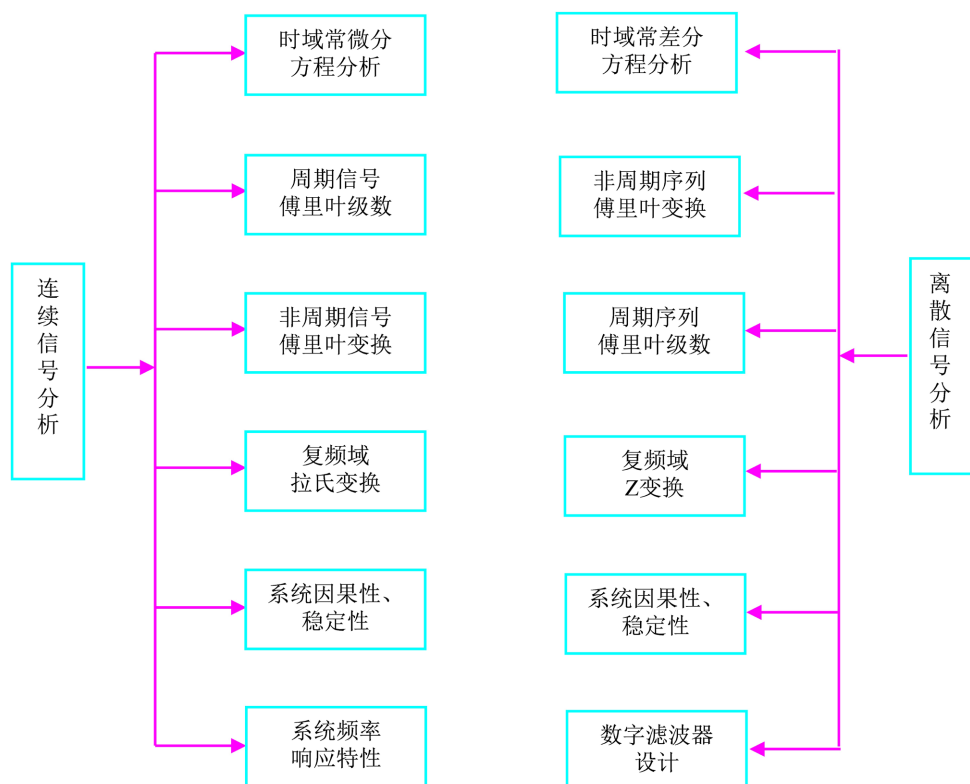 连续信号分析
时域常微分
方程分析
周期信号
傅里叶级数
非周期信号
傅里叶变换
复频域
拉氏变换
系统因果性、
稳定性
系统频率
响应特性
时域常差分
方程分析
非周期序列
傅里叶变换
周期序列
傅里叶级数
复频域
Z变换
系统因果性、
稳定性
数字滤波器
设计
离散信号分析